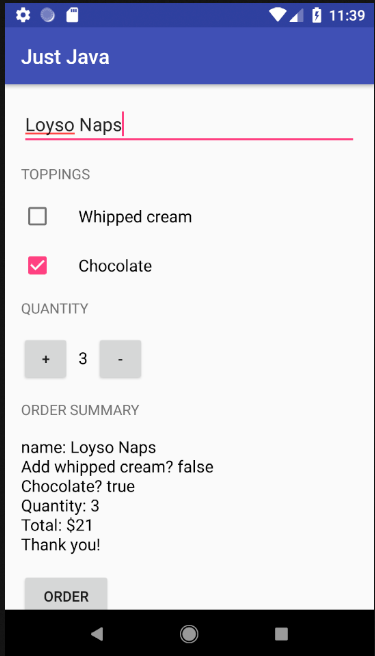 11:39
Just Java
Loyso Naps
TOPPINGS
Whipped cream
Chocolate
QUANTITY
+ 3 -
ORDER SUMMARY
name: Loyso Naps
Add whipped cream? false
Chocolate? true
Quantity: 3
Total: $21
Thank you!
ORDER